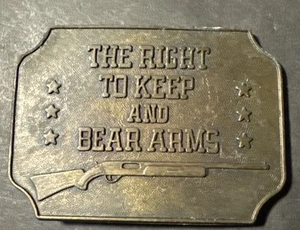 THE RIGHT
TO KEEP
AND
BEAR ARMS